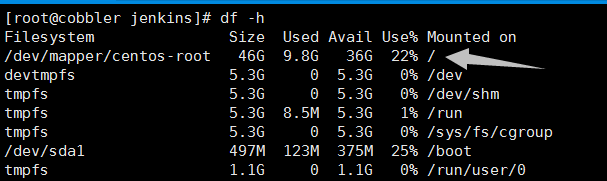 [root@cobbler jenkins]# df -h
Filesystem Size Used Avail Use% Mounted on
/dev/mapper/centos-root 46G 9.8G 36G 22% /
devtmpfs 5.3G 0 5.3G 0% /dev
tmpfs 5.3G 0 5.3G 0% /dev/shm
tmpfs 5.3G 8.5M 5.3G 1% /run
tmpfs 5.3G 0 5.3G 0% /sys/fs/cgroup
/dev/sda1 497M 123M 375M 25% /boot
tmpfs 1.1G 0 1.1G 0% /run/user/0